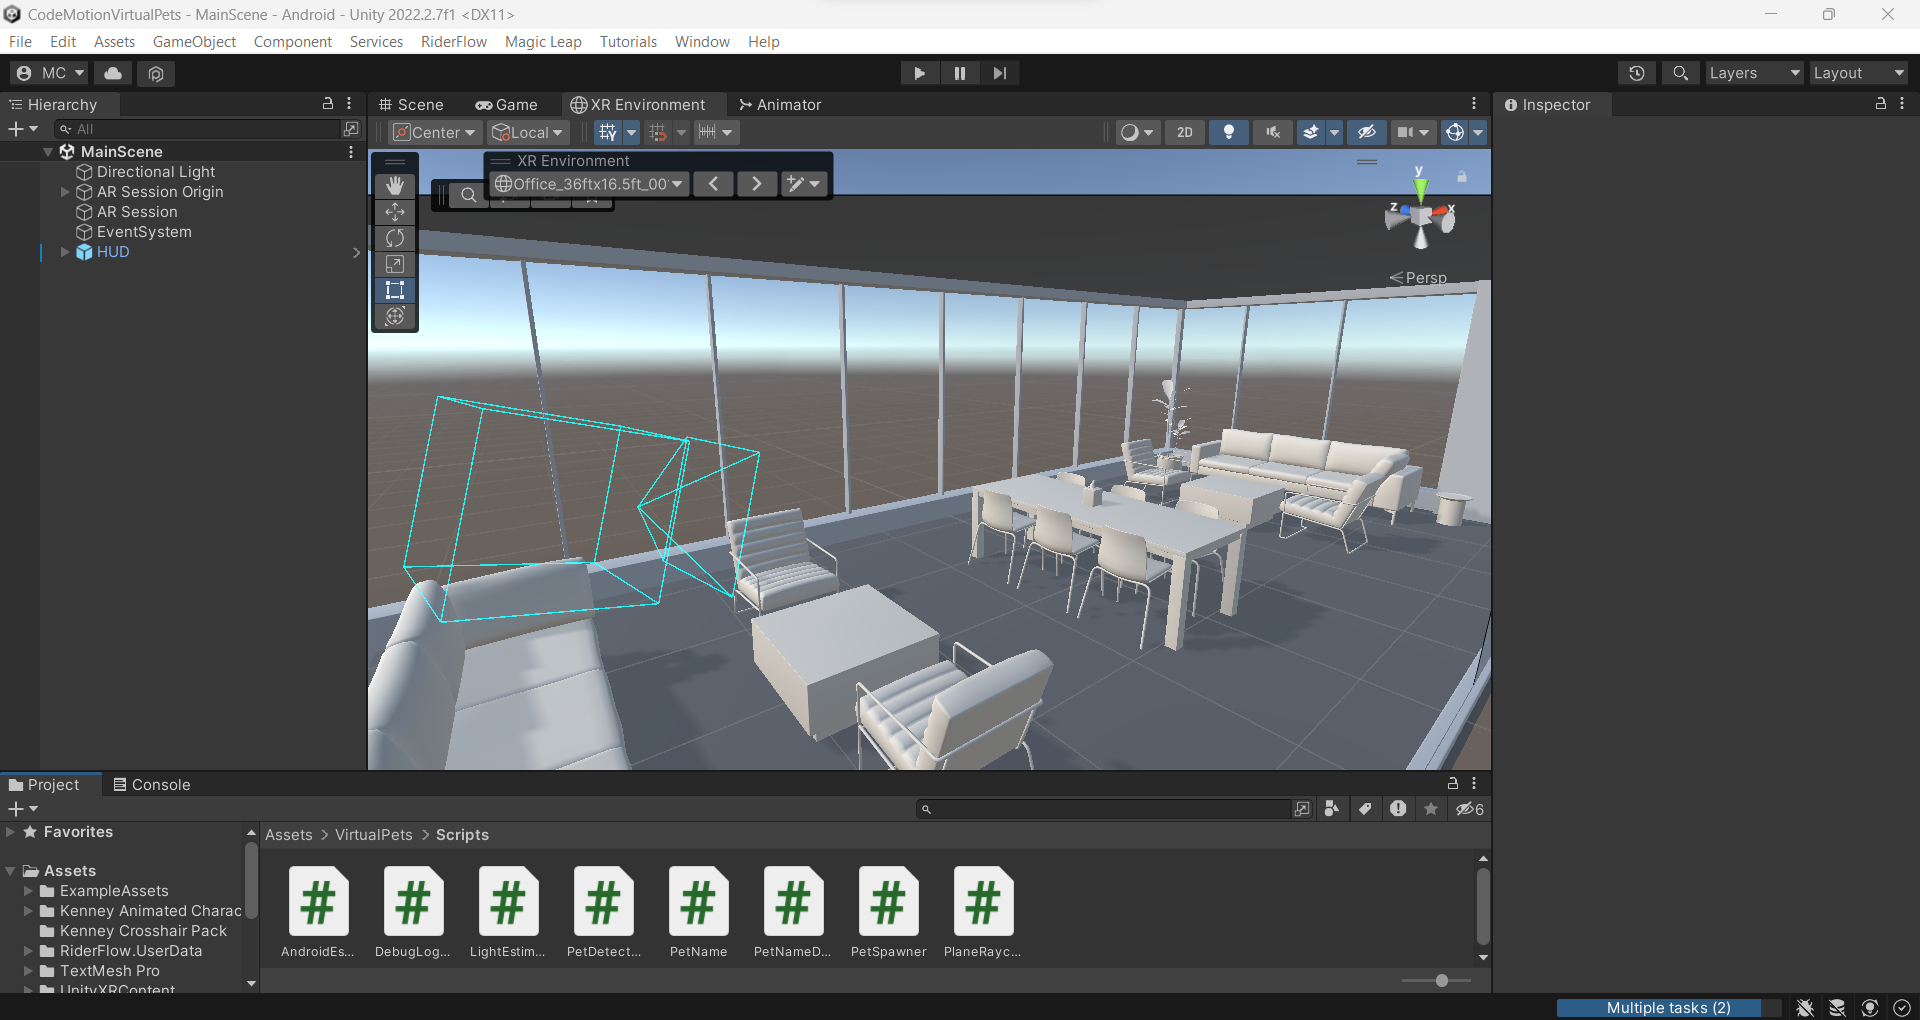 CodeMotionVirtualPets - MainScene - Android - Unity 2022.2.7f1 <DX11>
File Edit Assets GameObject Component Services RiderFlow Magic Leap Tutorials Window Help
MC Layers Layout
Hierarchy
All
MainScene
Directional Light
AR Session Origin
AR Session
EventSystem
HUD
Scene Game XR Environment Animator
Center Local 2D
XR Environment
Office_36ftx16.5ft_00
y
z x
Persp
Inspector
Project Console
6
Favorites
Assets
ExampleAssets
Kenney Animated Charac
Kenney Crosshair Pack
RiderFlow.UserData
TextMesh Pro
UnityXRContent
Assets > VirtualPets > Scripts
AndroidEs... DebugLog... LightEstim... PetDetect... PetName PetNameD... PetSpawner PlaneRayc...
Multiple tasks (2)